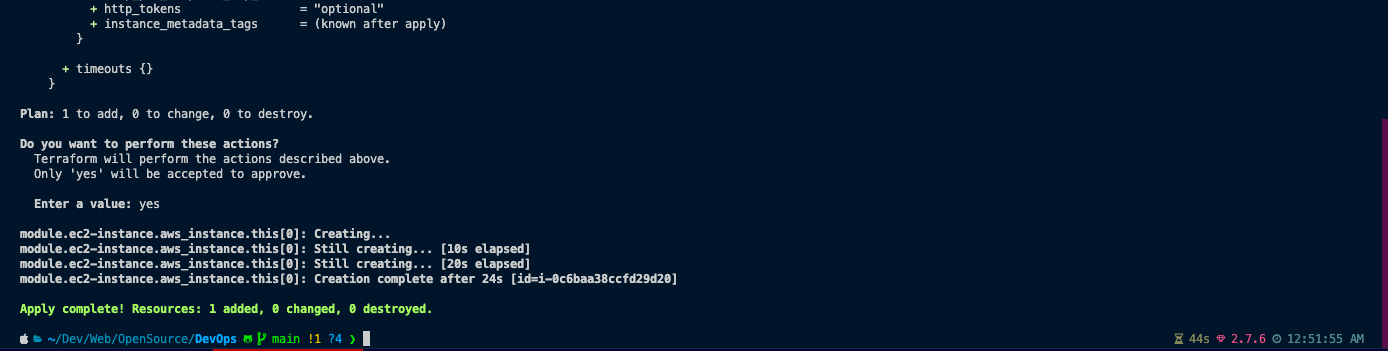 + http_tokens                 = "optional"
+ instance_metadata_tags      = (known after apply)
}
+ timeouts {}
}
Plan: 1 to add, 0 to change, 0 to destroy.
Do you want to perform these actions?
Terraform will perform the actions described above.
Only 'yes' will be accepted to approve.
Enter a value: yes
module.ec2-instance.aws_instance.this[0]: Creating...
module.ec2-instance.aws_instance.this[0]: Still creating... [10s elapsed]
module.ec2-instance.aws_instance.this[0]: Still creating... [20s elapsed]
module.ec2-instance.aws_instance.this[0]: Creation complete after 24s [id=i-0c6baa38ccfd29d20]
Apply complete! Resources: 1 added, 0 changed, 0 destroyed.
~/Dev/Web/OpenSource/DevOps main !1 ?4 ❯ 44s 2.7.6 12:51:55 AM